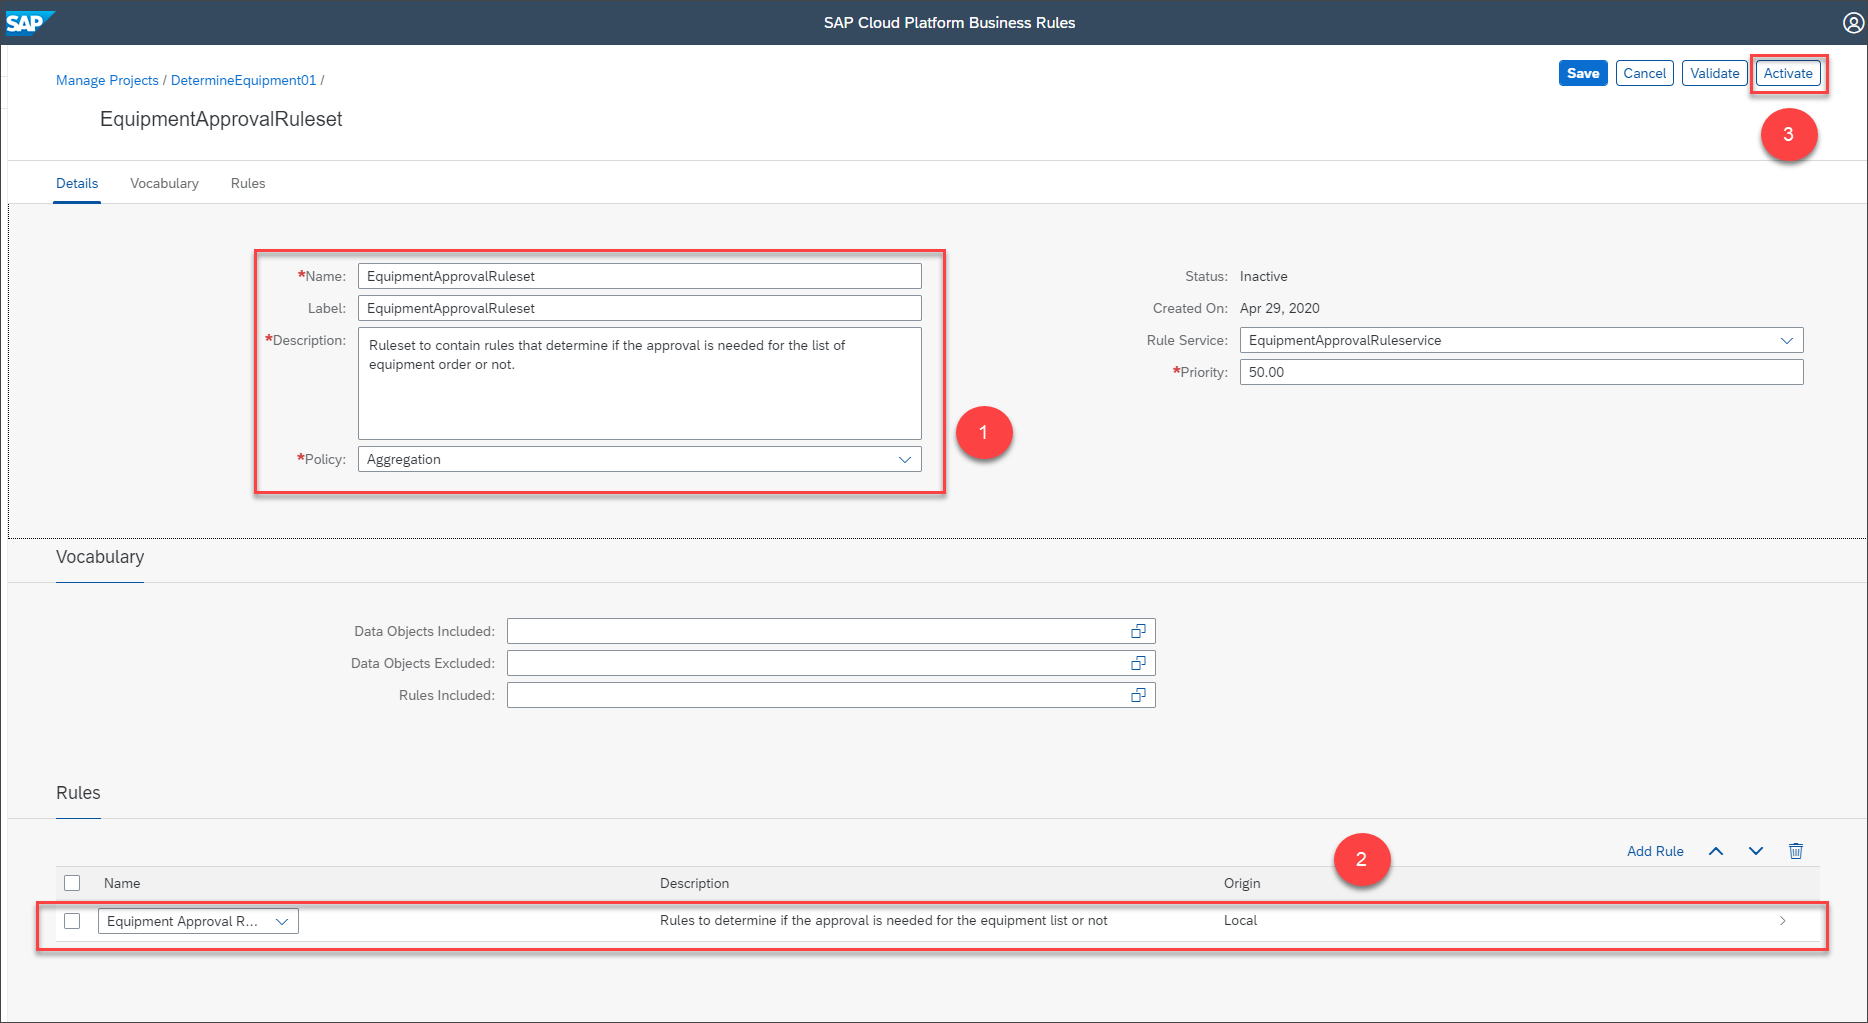 SAP
SAP Cloud Platform Business Rules
Manage Projects / DetermineEquipment01 /
Save Cancel Validate Activate
EquipmentApprovalRuleset
3
Details Vocabulary Rules
*Name: EquipmentApprovalRuleset
Label: EquipmentApprovalRuleset
*Description: Ruleset to contain rules that determine if the approval is needed for the list of
equipment order or not.
*Policy: Aggregation
1
Status: Inactive
Created On: Apr 29, 2020
Rule Service: EquipmentApprovalRuleservice
*Priority: 50.00
Vocabulary
Data Objects Included:
Data Objects Excluded:
Rules Included:
Rules
2
Add Rule
Name Description Origin
Equipment Approval R... Rules to determine if the approval is needed for the equipment list or not Local